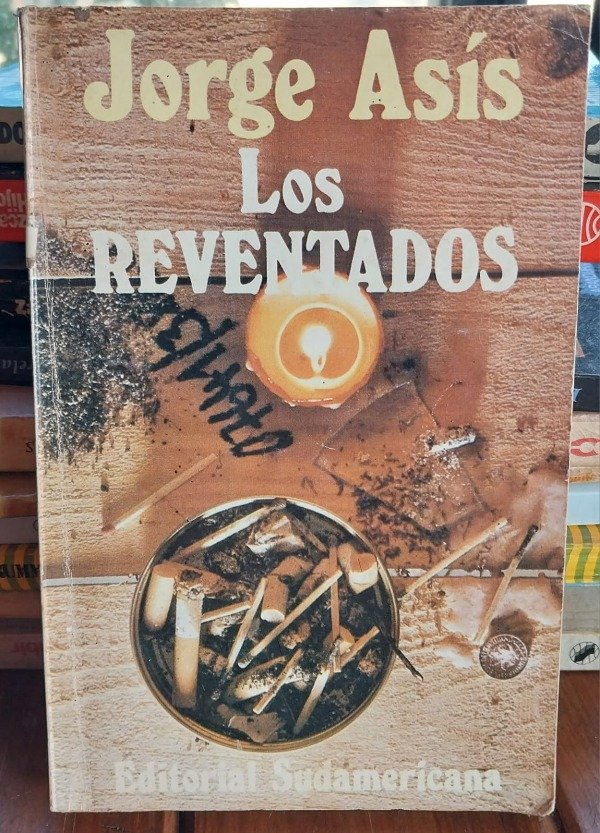 Jorge Asís
Los
REVENTADOS
Editorial Sudamericana